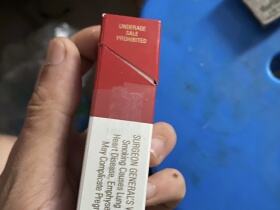 UNDERAGE
SALE
PROHIBITED
SURGEON GENERAL'S
Smoking Causes Lung
Heart Disease, Emphyse
May Complicate Pregn